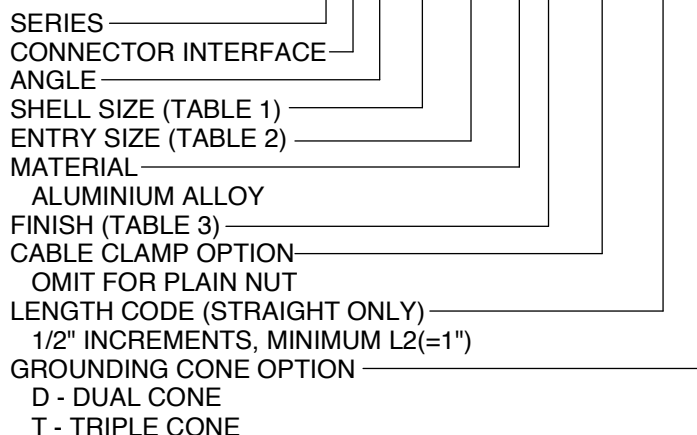 SERIES
CONNECTOR INTERFACE
ANGLE
SHELL SIZE (TABLE 1)
ENTRY SIZE (TABLE 2)
MATERIAL
ALUMINIUM ALLOY
FINISH (TABLE 3)
CABLE CLAMP OPTION
OMIT FOR PLAIN NUT
LENGTH CODE (STRAIGHT ONLY)
1/2" INCREMENTS, MINIMUM L2(=1")
GROUNDING CONE OPTION
D - DUAL CONE
T - TRIPLE CONE